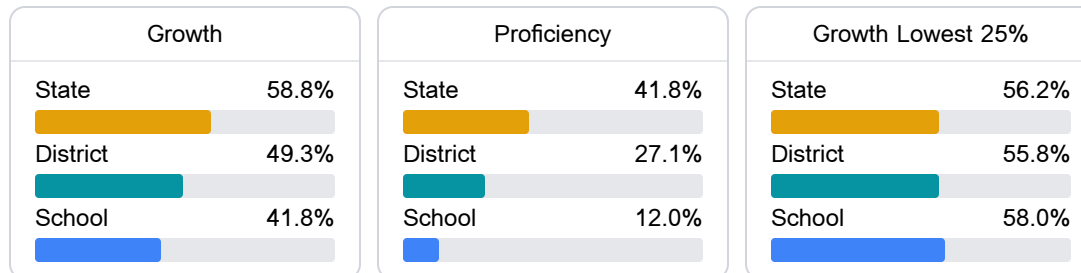 Growth
State 58.8%
District 49.3%
School 41.8%
Proficiency
State 41.8%
District 27.1%
School 12.0%
Growth Lowest 25%
State 56.2%
District 55.8%
School 58.0%